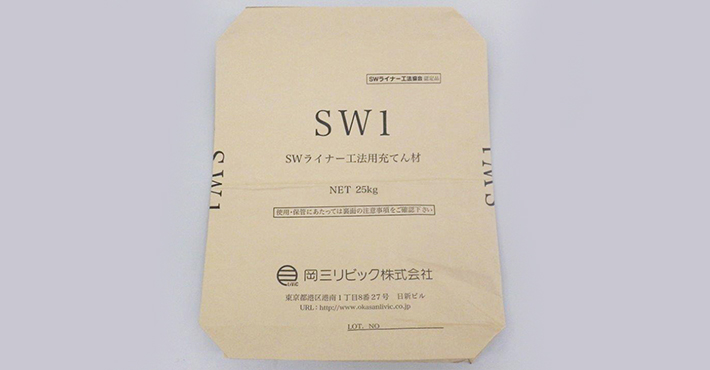 SWライナー工法協会 認定品
SW1
SWライナー工法用充てん材
SW1
SW1
NET 25kg
使用・保管にあたっては裏面の注意事項をご確認下さい
LIVIC
岡三リビック株式会社
東京都港区港南1丁目8番27号 日新ビル
URL：http://www.okasanlivic.co.jp
LOT. NO